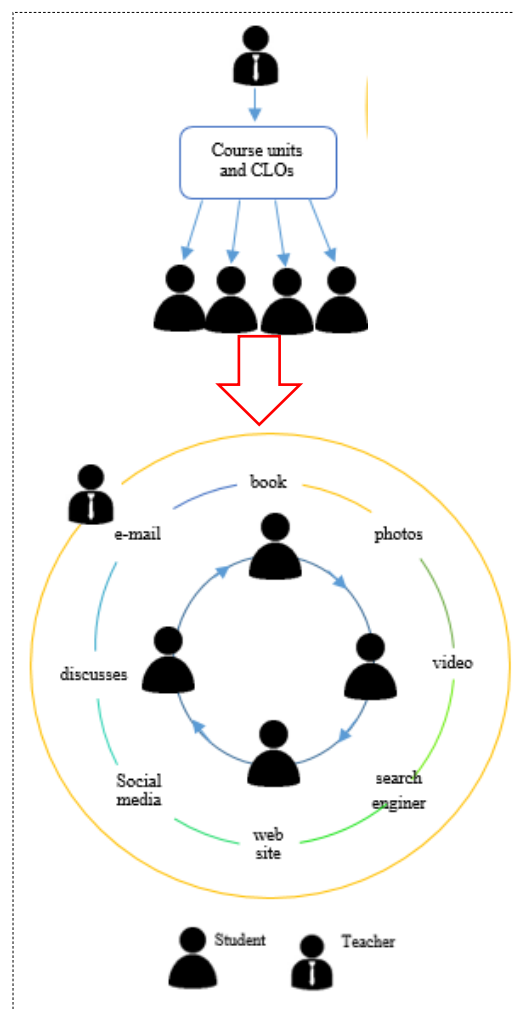 Course units
and CLOs
book
e-mail
photos
discusses
video
Social
media
search
enginer
web
site
Student
Teacher